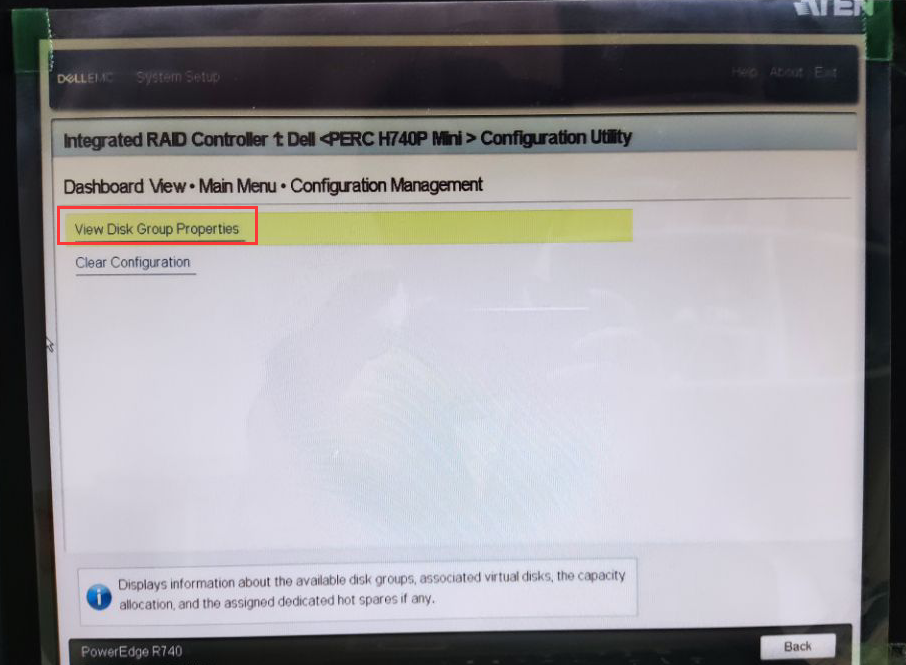 ATEN
DELLEMC System Setup
Help About Exit
Integrated RAID Controller 1: Dell <PERC H740P Mini> Configuration Utility
Dashboard View • Main Menu • Configuration Management
View Disk Group Properties
Clear Configuration
Displays information about the available disk groups, associated virtual disks, the capacity
allocation, and the assigned dedicated hot spares if any.
PowerEdge R740
Back